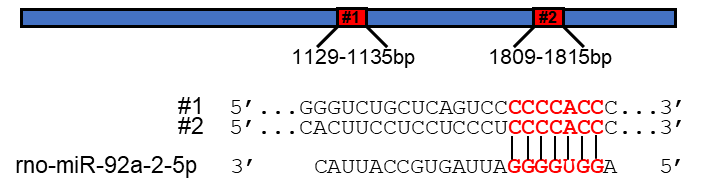 #1 #2
1129-1135bp 1809-1815bp
#1 5’...GGGUCUGCUCAGUCCCCCCACCC...3’
#2 5’...CACUUCCUCCUCCCUCCCCACCC...3’
rno-miR-92a-2-5p 3’ CAUUACCGUGAUUAGGGGUGGA 5’